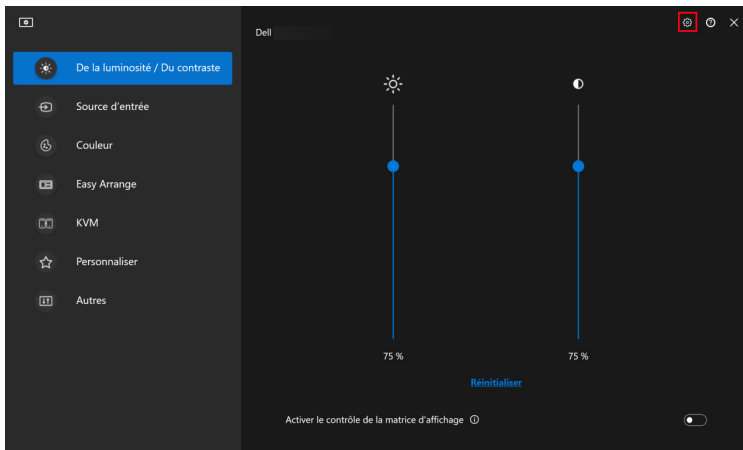 Dell
De la luminosité / Du contraste
Source d'entrée
Couleur
Easy Arrange
KVM
Personnaliser
Autres
75 %
75 %
Réinitialiser
Activer le contrôle de la matrice d'affichage